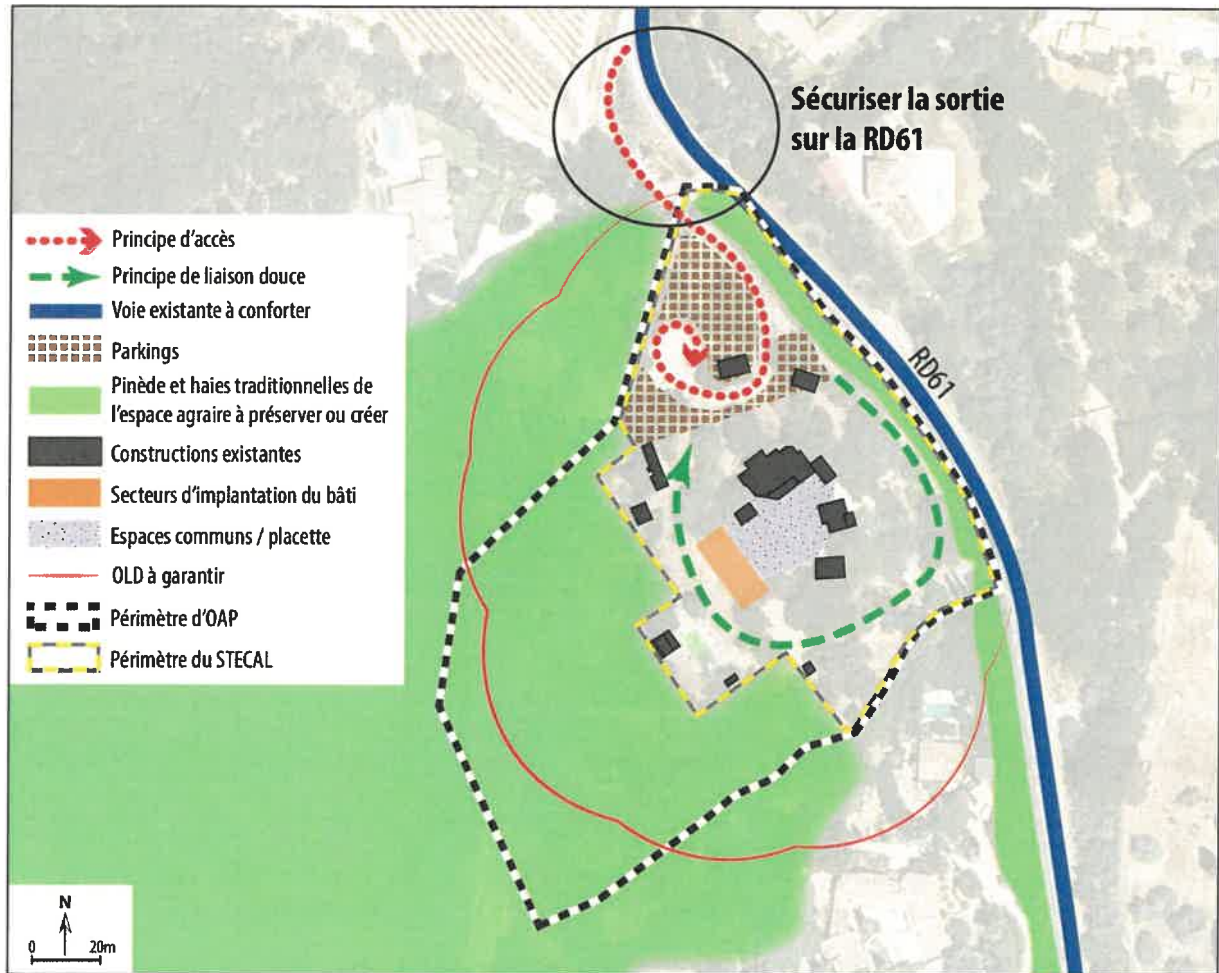 Sécuriser la sortie
sur la RD61
Principe d'accès
Principe de liaison douce
Voie existante à conforter
Parkings
Pinède et haies traditionnelles de
l'espace agraire à préserver ou créer
Constructions existantes
Secteurs d'implantation du bâti
Espaces communs / placette
OLD à garantir
Périmètre d'OAP
Périmètre du STECAL
RD61
N
0 20m